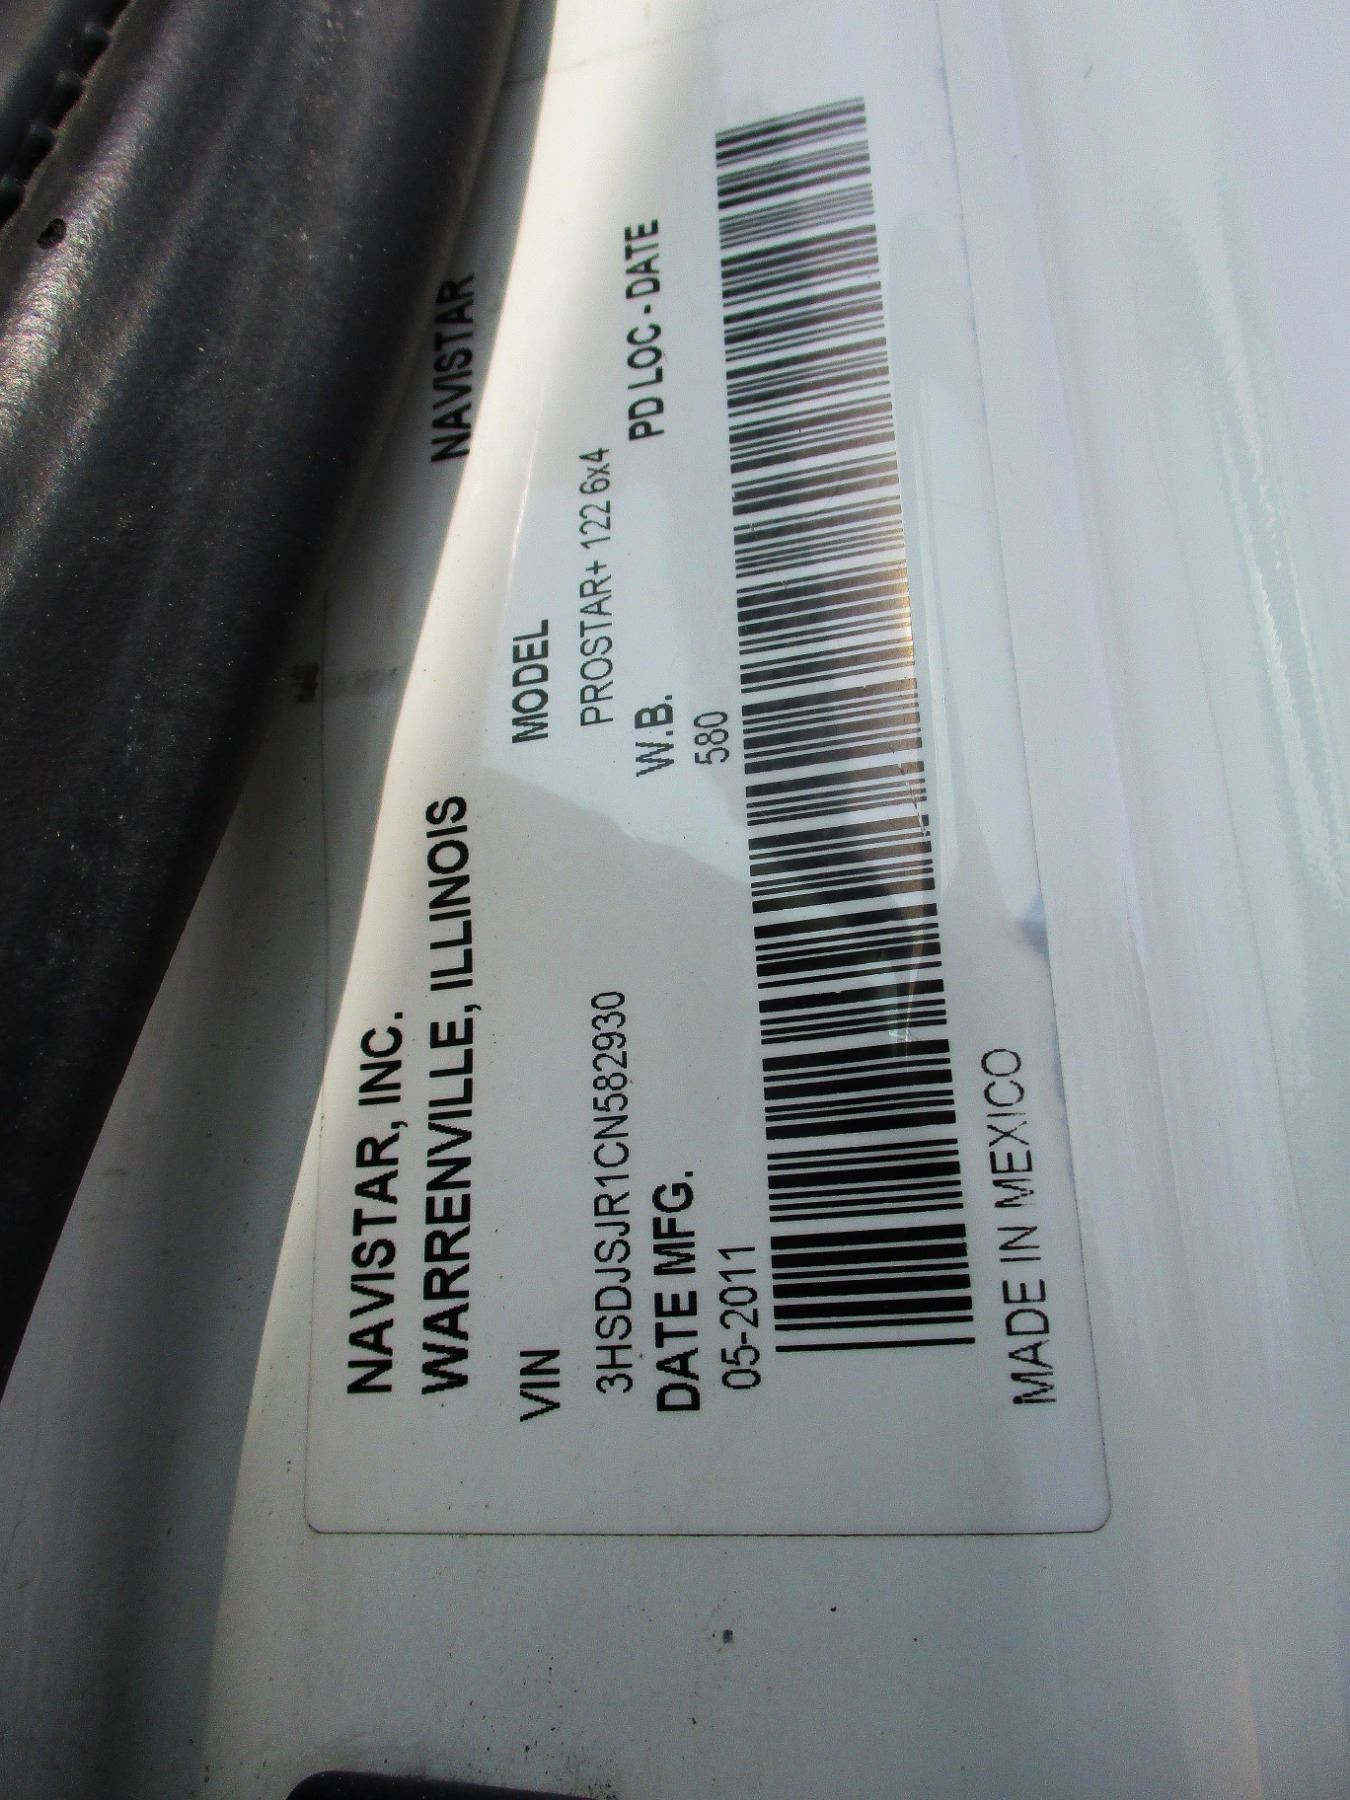 NAVISTAR, INC.
WARRENVILLE, ILLINOIS NAVISTAR
VIN MODEL
3HSDJSJR1CN582930 PROSTAR+ 122 6x4
DATE MFG. W.B. PD LOC - DATE
05-2011 580
MADE IN MEXICO